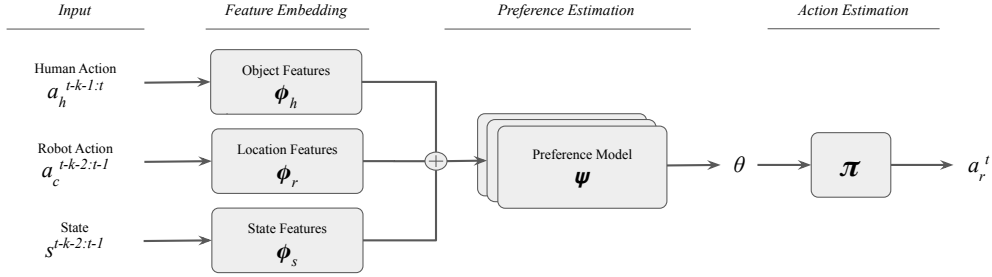 Input
Feature Embedding
Preference Estimation
Action Estimation
Human Action
a_h^{t-k-1:t}
Object Features
ϕ_h
Robot Action
a_c^{t-k-2:t-1}
Location Features
ϕ_r
+
Preference Model
ψ
θ
π
a_r^t
State
s^{t-k-2:t-1}
State Features
ϕ_s